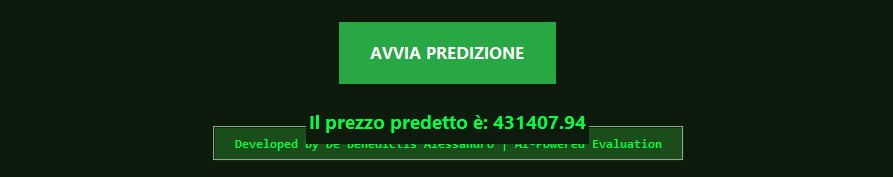 AVVIA PREDIZIONE
Il prezzo predetto è: 431407.94
Developed by De Benedictis Alessandro | AI-Powered Evaluation